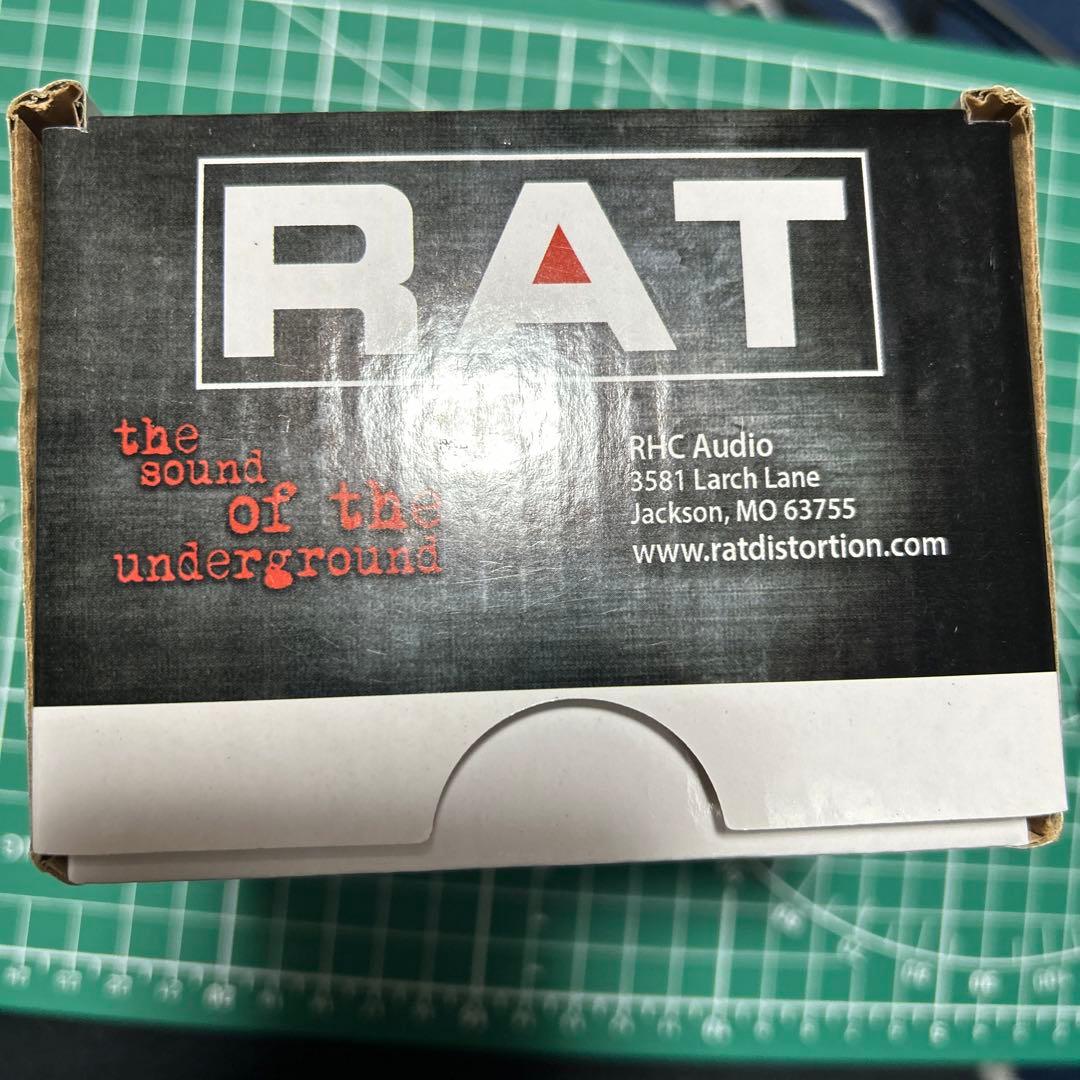 RAT
the
sound
of the
underground
RHC Audio
3581 Larch Lane
Jackson, MO 63755
www.ratdistortion.com